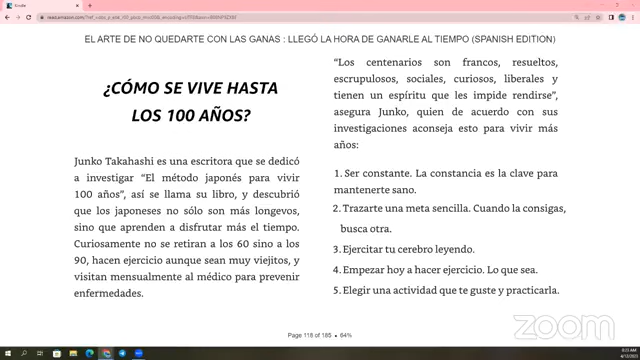 Kindle
EL ARTE DE NO QUEDARTE CON LAS GANAS : LLEGÓ LA HORA DE GANARLE AL TIEMPO (SPANISH EDITION)
¿CÓMO SE VIVE HASTA
LOS 100 AÑOS?
Junko Takahashi es una escritora que se dedicó
a investigar “El método japonés para vivir
100 años”, así se llama su libro, y descubrió
que los japoneses no sólo son más longevos,
sino que aprenden a disfrutar más el tiempo.
Curiosamente no se retiran a los 60 sino a los
90, hacen ejercicio aunque sean muy viejitos, y
visitan mensualmente al médico para prevenir
enfermedades.
“Los centenarios son francos, resueltos,
escrupulosos, sociales, curiosos, liberales y
tienen un espíritu que les impide rendirse”,
asegura Junko, quien de acuerdo con sus
investigaciones aconseja esto para vivir más
años:
1. Ser constante. La constancia es la clave para
mantenerte sano.
2. Trazarte una meta sencilla. Cuando la consigas,
busca otra.
3. Ejercitar tu cerebro leyendo.
4. Empezar hoy a hacer ejercicio. Lo que sea.
5. Elegir una actividad que te guste y practicarla.
Page 118 of 185 • 64%
zoom